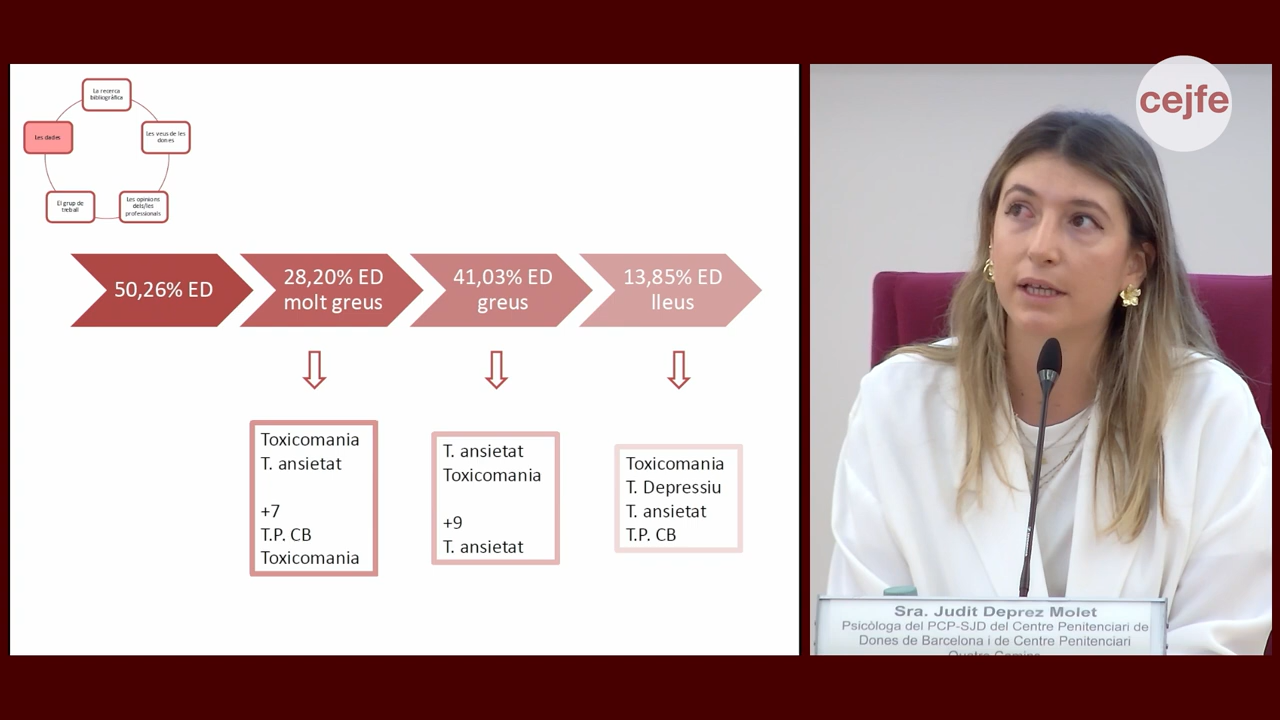 La recerca
bibliogràfica
Les dades
Les veus de les
dones
El grup de
treball
Les opinions
dels/les
professionals
50,26% ED
28,20% ED
molt greus
41,03% ED
greus
13,85% ED
lleus
Toxicomania
T. ansietat
+7
T.P. CB
Toxicomania
T. ansietat
Toxicomania
+9
T. ansietat
Toxicomania
T. Depressiu
T. ansietat
T.P. CB
cejfe
Sra. Judit Deprez Molet
Psicòloga del PCP-SJD del Centre Penitenciari de
Dones de Barcelona i de Centre Penitenciari
Quatre Camins